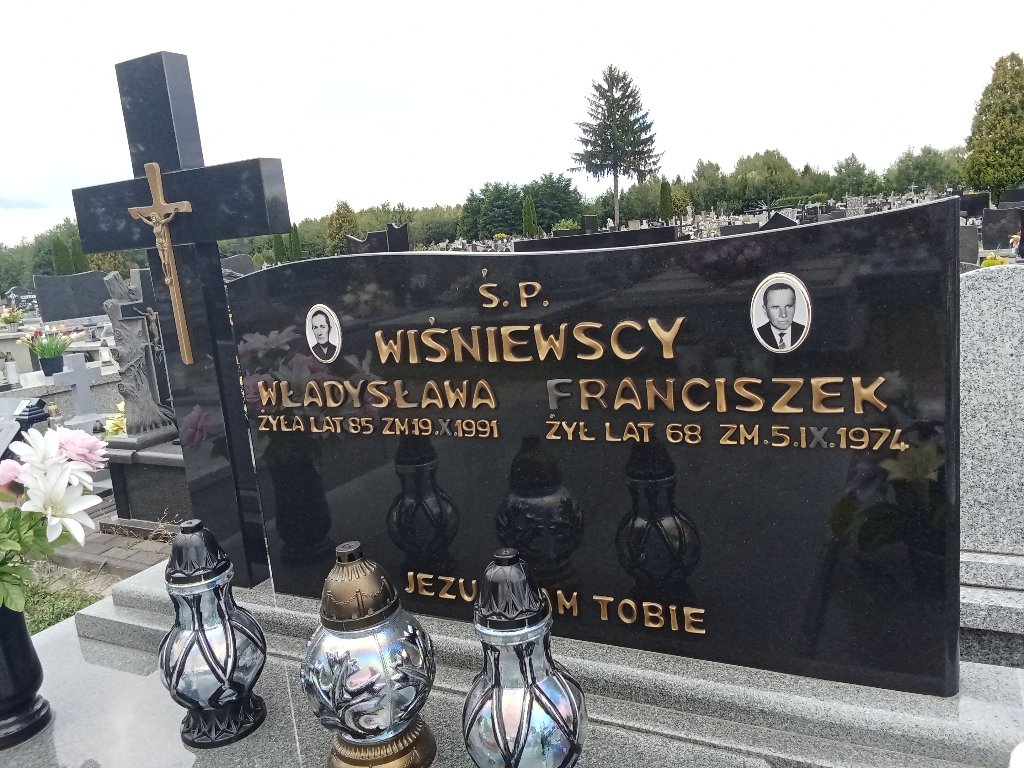 Ś. P.
WIŚNIEWSCY
WŁADYSŁAWA FRANCISZEK
ŻYŁA LAT 85 ZM.19.X.1991 ŻYŁ LAT 68 ZM.5.IX.1974
JEZU TOBIE